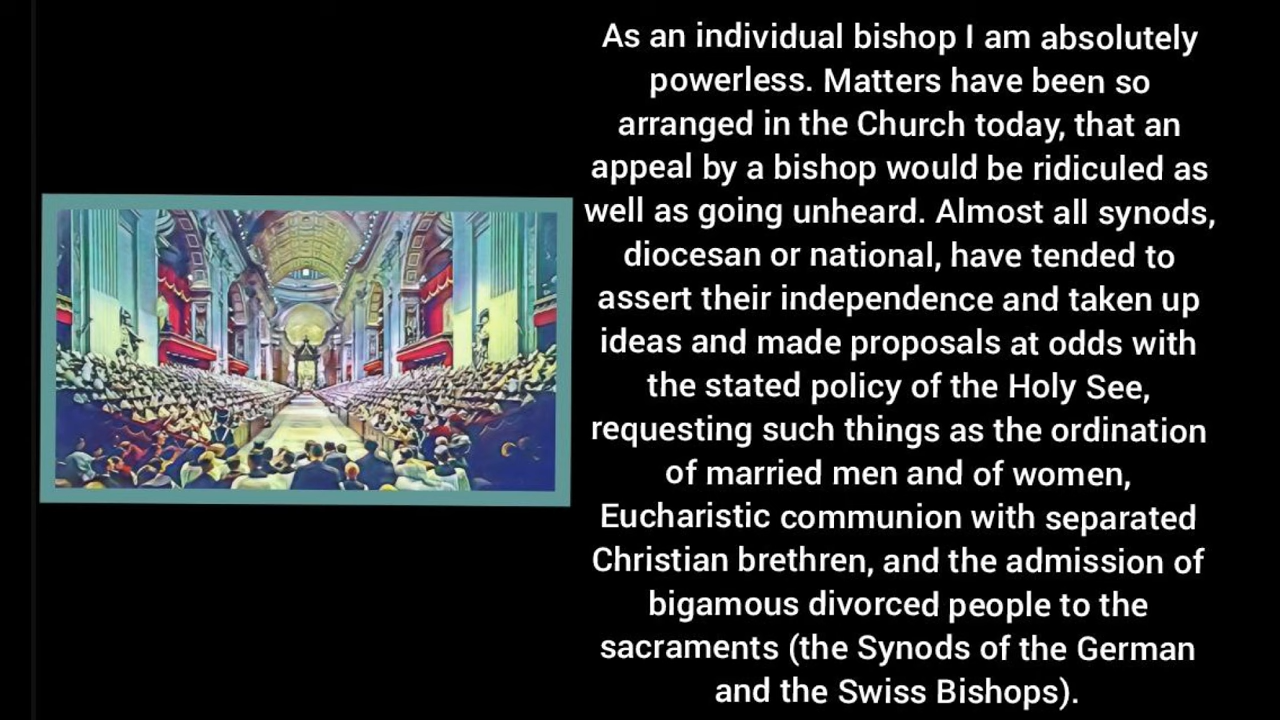 As an individual bishop I am absolutely
powerless. Matters have been so
arranged in the Church today, that an
appeal by a bishop would be ridiculed as
well as going unheard. Almost all synods,
diocesan or national, have tended to
assert their independence and taken up
ideas and made proposals at odds with
the stated policy of the Holy See,
requesting such things as the ordination
of married men and of women,
Eucharistic communion with separated
Christian brethren, and the admission of
bigamous divorced people to the
sacraments (the Synods of the German
and the Swiss Bishops).